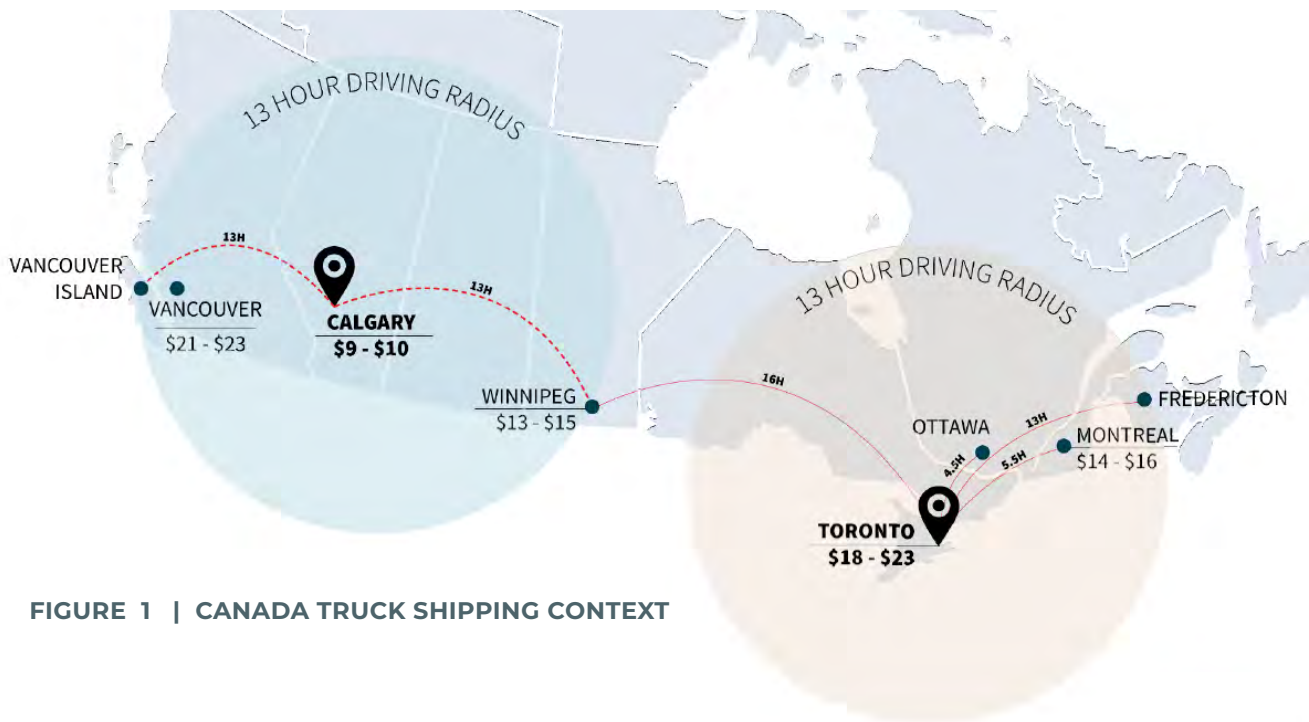 13 HOUR DRIVING RADIUS
13H
VANCOUVER
ISLAND
VANCOUVER
$21 - $23
CALGARY
$9 - $10
13H
WINNIPEG
$13 - $15
13 HOUR DRIVING RADIUS
16H
OTTAWA
4.5H
13H
5.5H
FREDERICTON
MONTREAL
$14 - $16
TORONTO
$18 - $23
FIGURE 1 | CANADA TRUCK SHIPPING CONTEXT